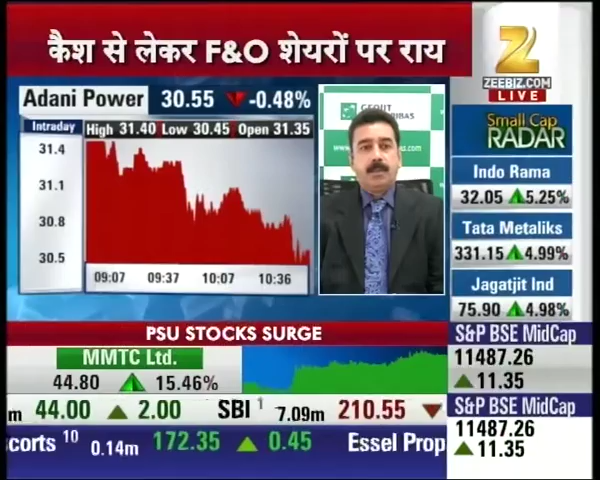 कैश से लेकर F&O शेयरों पर राय
Z
ZEEBIZ.COM
LIVE
Adani Power 30.55 -0.48%
Intraday High 31.40 Low 30.45 Open 31.35
31.4
31.1
30.8
30.5
09:07 09:37 10:07 10:36
Small Cap
RADAR
Indo Rama
32.05 5.25%
Tata Metaliks
331.15 4.99%
Jagatjit Ind
75.90 4.98%
PSU STOCKS SURGE
MMTC Ltd.
44.80 15.46%
S&P BSE MidCap
11487.26
11.35
S&P BSE MidCap
11487.26
11.35
m 44.00 2.00 SBI 1 7.09m 210.55
corts 10 0.14m 172.35 0.45 Essel Prop